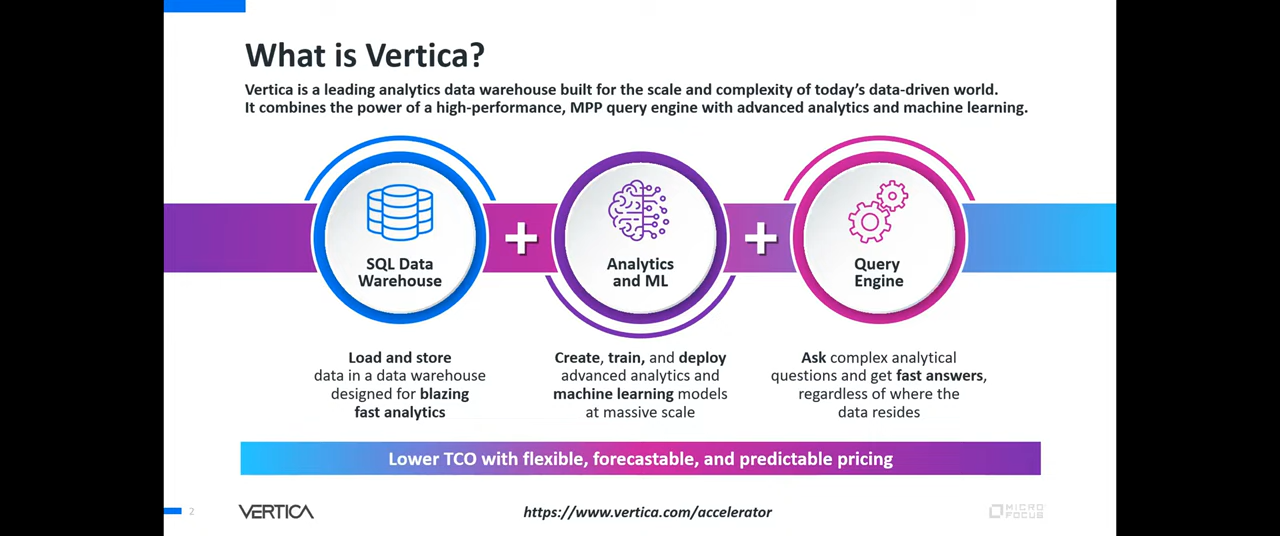 What is Vertica?
Vertica is a leading analytics data warehouse built for the scale and complexity of today's data-driven world.
It combines the power of a high-performance, MPP query engine with advanced analytics and machine learning.
SQL Data
Warehouse
Analytics
and ML
Query
Engine
Load and store
data in a data warehouse
designed for blazing
fast analytics
Create, train, and deploy
advanced analytics and
machine learning models
at massive scale
Ask complex analytical
questions and get fast answers,
regardless of where the
data resides
Lower TCO with flexible, forecastable, and predictable pricing
2
VERTICA
https://www.vertica.com/accelerator
MICRO
FOCUS